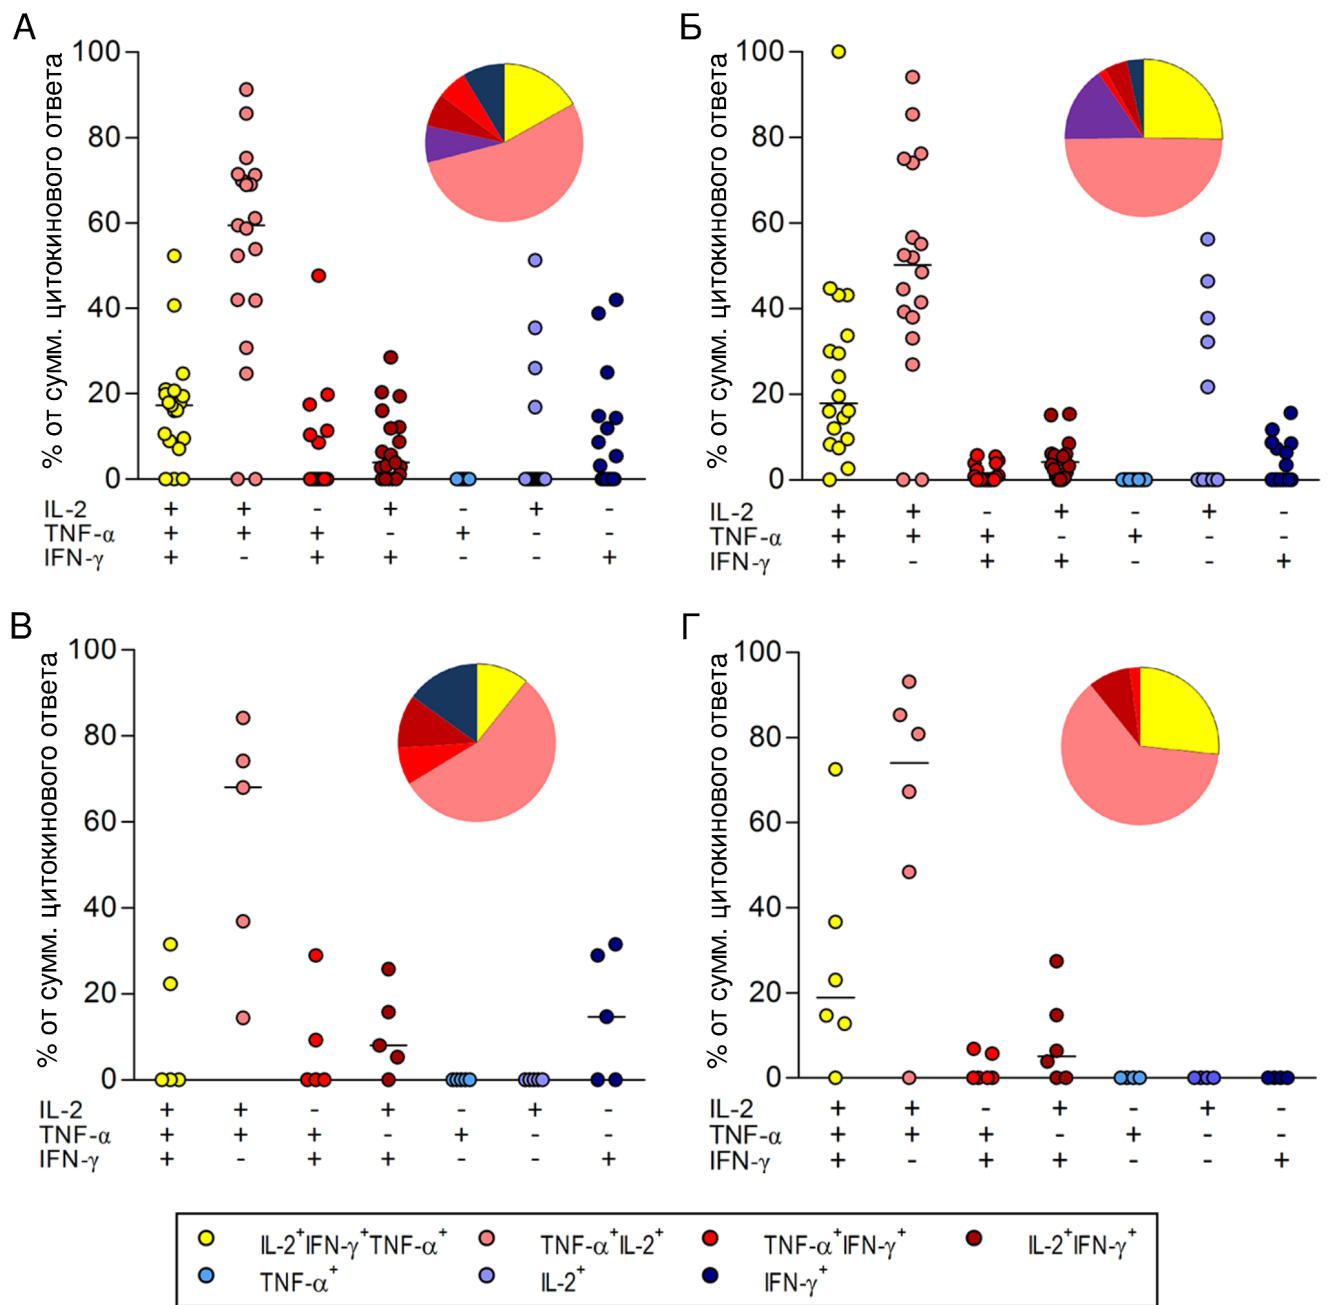 А
% от сумм. цитокинового ответа
100
80
60
40
20
0
IL-2 + + - + - + -
TNF-α + + + - + - -
IFN-γ + - + + - - +
Б
% от сумм. цитокинового ответа
100
80
60
40
20
0
IL-2 + + - + - + -
TNF-α + + + - + - -
IFN-γ + - + + - - +
В
% от сумм. цитокинового ответа
100
80
60
40
20
0
IL-2 + + - + - + -
TNF-α + + + - + - -
IFN-γ + - + + - - +
Г
% от сумм. цитокинового ответа
100
80
60
40
20
0
IL-2 + + - + - + -
TNF-α + + + - + - -
IFN-γ + - + + - - +
IL-2⁺IFN-γ⁺TNF-α⁺ TNF-α⁺IL-2⁺ TNF-α⁺IFN-γ⁺ IL-2⁺IFN-γ⁺
TNF-α⁺ IL-2⁺ IFN-γ⁺